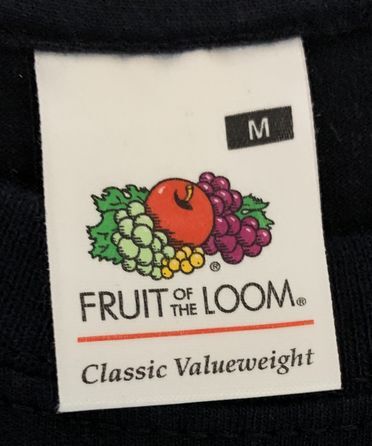 M
FRUIT OF THE LOOM®
Classic Valueweight